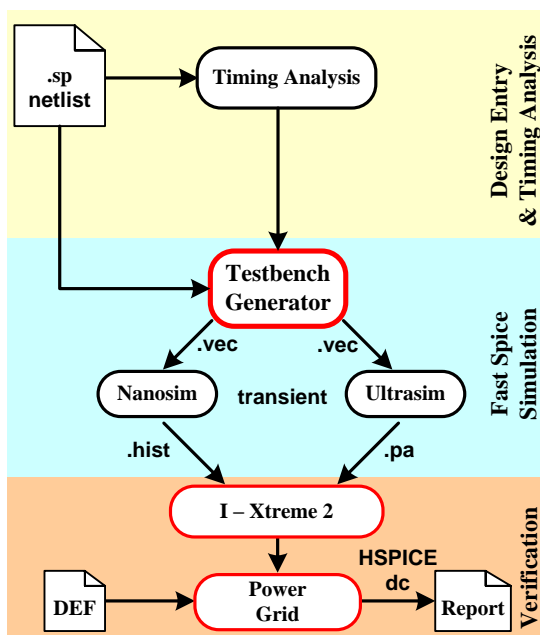 .sp
netlist
Timing Analysis
Design Entry
& Timing Analysis
Testbench
Generator
.vec
.vec
Nanosim
transient
Ultrasim
Fast Spice
Simulation
.hist
.pa
I – Xtreme 2
HSPICE
dc
DEF
Power
Grid
Report
Verification